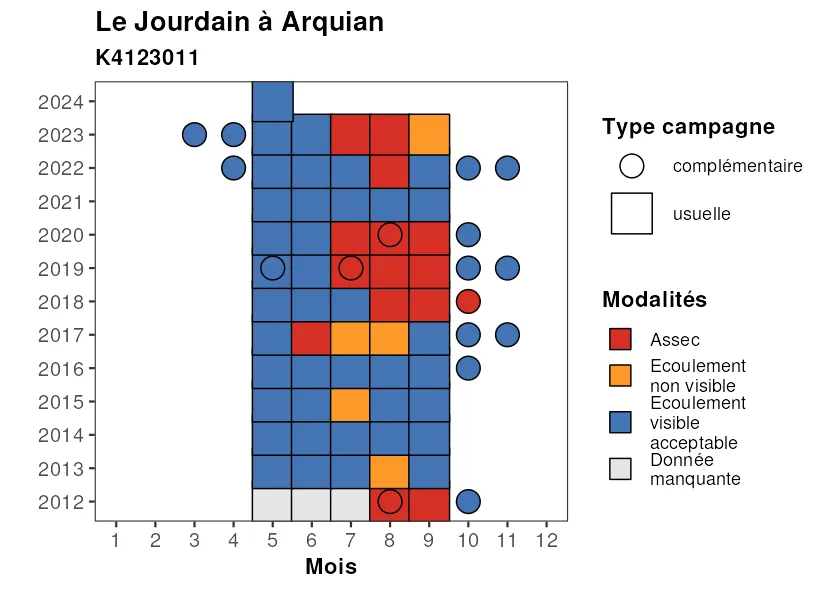 Le Jourdain à Arquian
K4123011
2024
2023
2022
2021
2020
2019
2018
2017
2016
2015
2014
2013
2012
1 2 3 4 5 6 7 8 9 10 11 12
Mois
Type campagne
complémentaire
usuelle
Modalités
Assec
Ecoulement
non visible
Ecoulement
visible
acceptable
Donnée
manquante